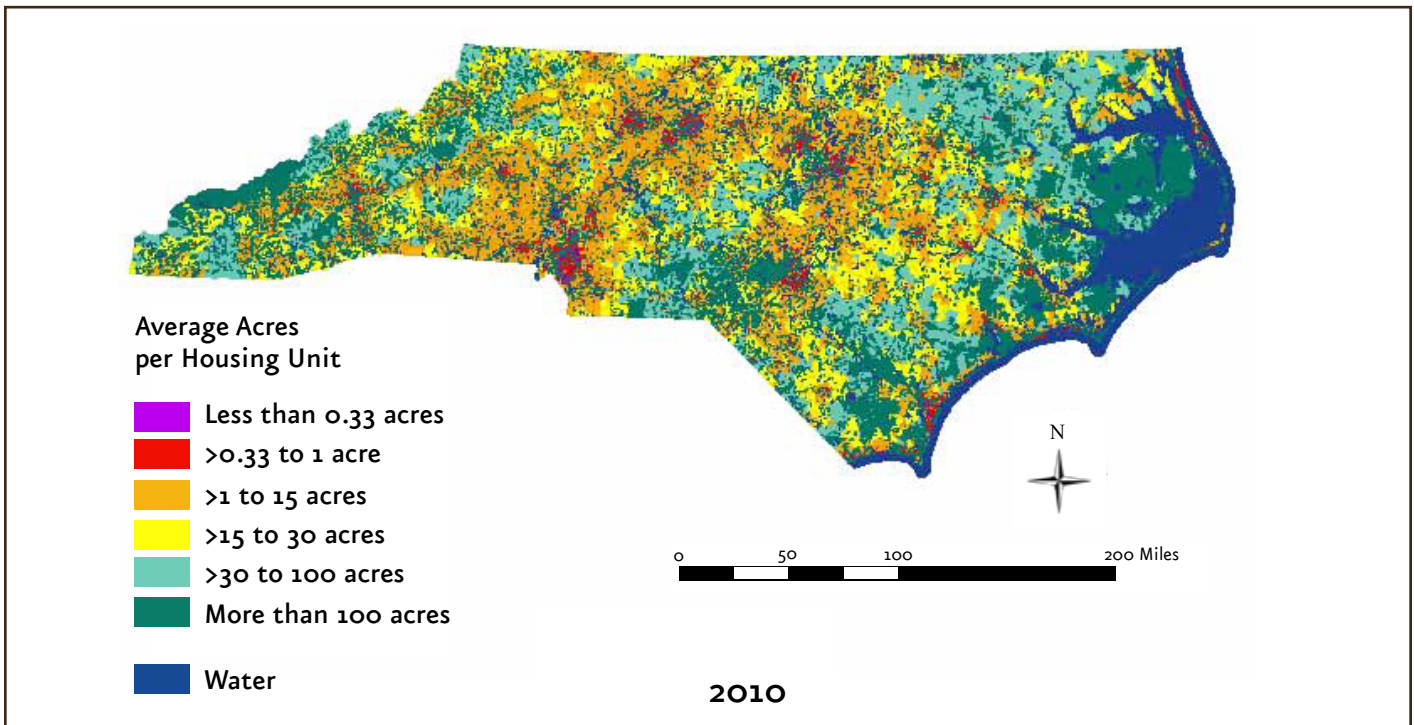 Average Acres
per Housing Unit
Less than 0.33 acres
>0.33 to 1 acre
>1 to 15 acres
>15 to 30 acres
>30 to 100 acres
More than 100 acres
Water
N
0 50 100 200 Miles
2010